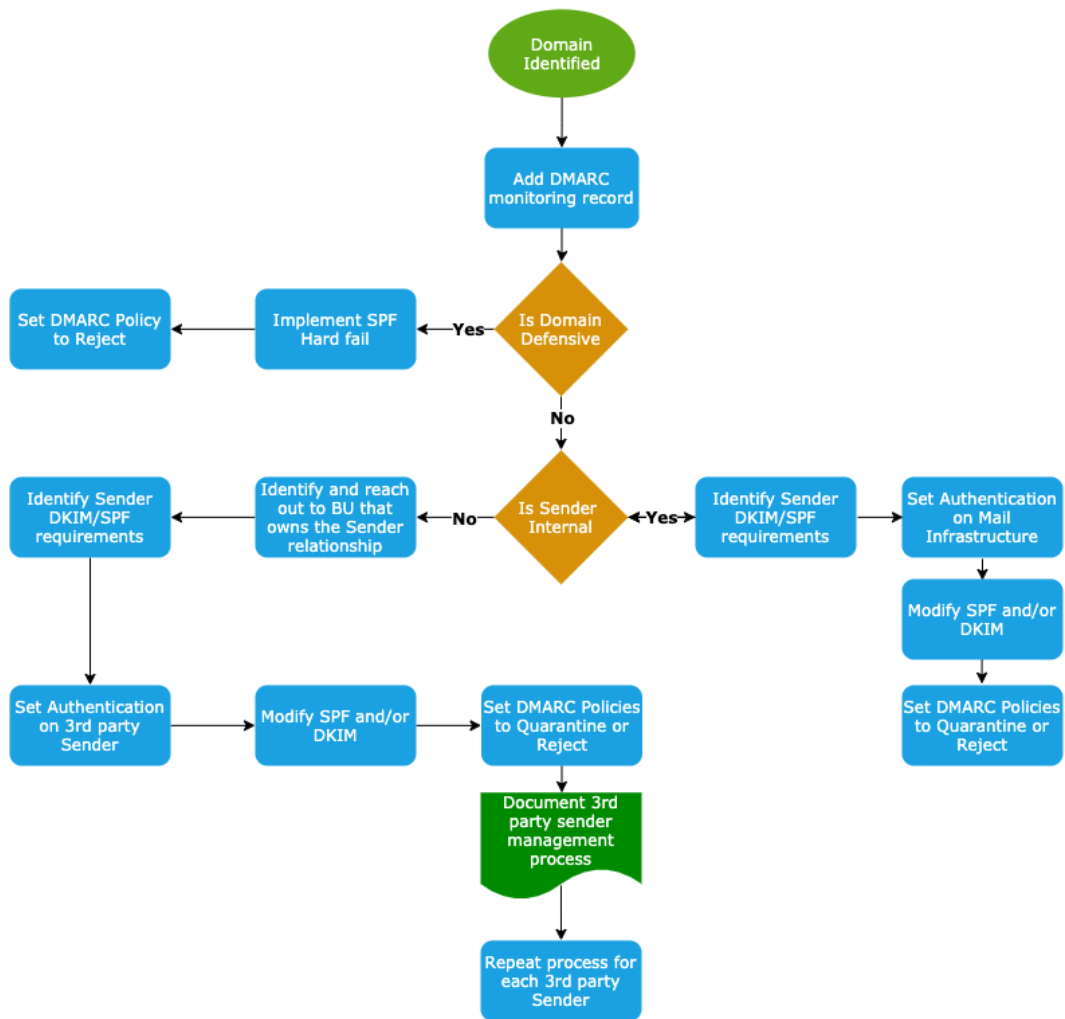 Domain
Identified
Add DMARC
monitoring record
Is Domain
Defensive
Yes
Implement SPF
Hard fail
Set DMARC Policy
to Reject
No
Is Sender
Internal
No
Identify and reach
out to BU that
owns the Sender
relationship
Identify Sender
DKIM/SPF
requirements
Yes
Identify Sender
DKIM/SPF
requirements
Set Authentication
on Mail
Infrastructure
Modify SPF and/or
DKIM
Set DMARC Policies
to Quarantine or
Reject
Set Authentication
on 3rd party
Sender
Modify SPF and/or
DKIM
Set DMARC Policies
to Quarantine or
Reject
Document 3rd
party sender
management
process
Repeat process for
each 3rd party
Sender